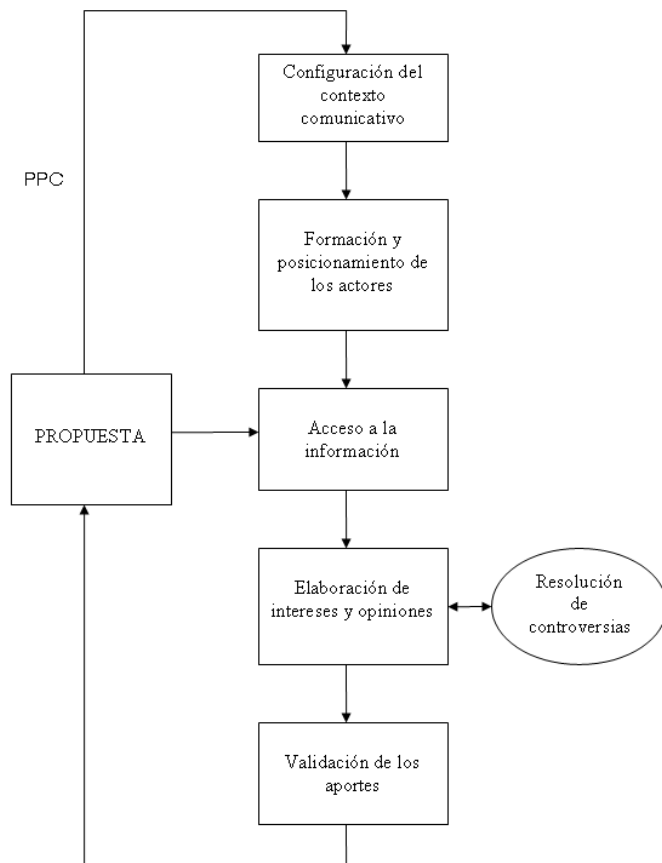 Configuración del
contexto
comunicativo
PPC
Formación y
posicionamiento de
los actores
PROPUESTA
Acceso a la
información
Elaboración de
intereses y opiniones
Resolución
de
controversias
Validación de los
aportes